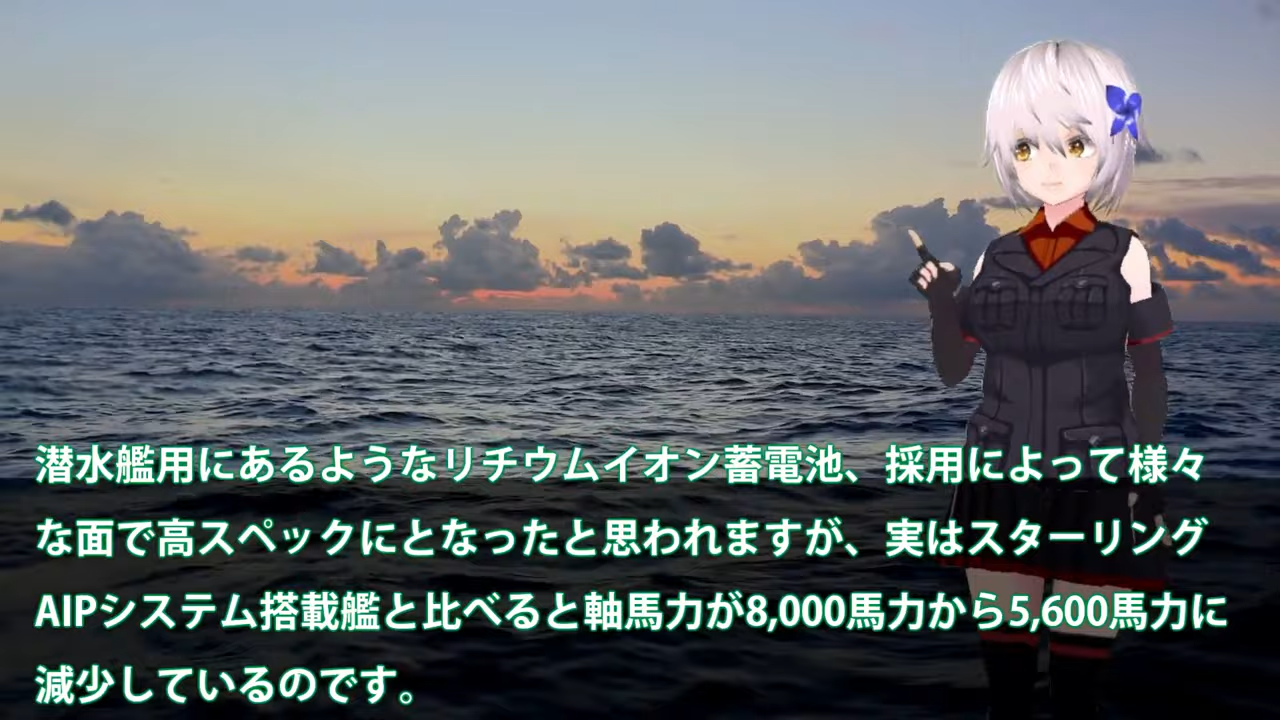 潜水艦用にあるようなリチウムイオン蓄電池、採用によって様々
な面で高スペックにとなったと思われますが、実はスターリング
AIPシステム搭載艦と比べると軸馬力が8,000馬力から5,600馬力に
減少しているのです。